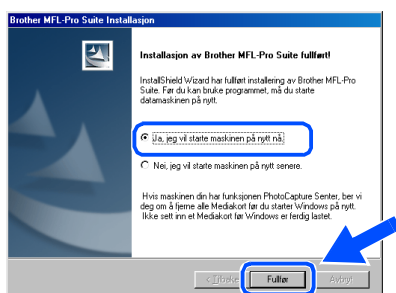 Brother MFL-Pro Suite Installasjon
Installasjon av Brother MFL-Pro Suite fullført!
InstallShield Wizard har fullført installering av Brother MFL-Pro
Suite. Før du kan bruke programmet, må du starte
datamaskinen på nytt.
Ja, jeg vil starte maskinen på nytt nå.
Nei, jeg vil starte maskinen på nytt senere.
Hvis maskinen din har funksjonen PhotoCapture Senter, ber vi
deg om å fjerne alle Mediakort før du starter Windows på nytt.
Ikke sett inn et Mediakort før Windows er ferdig lastet.
< Tilbake Fullfør Avbryt